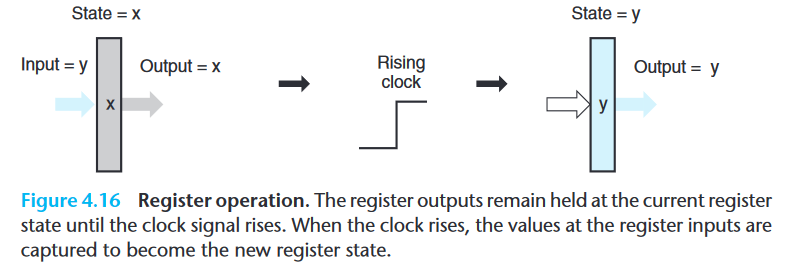 State = x
State = y
Input = y
Output = x
Rising
clock
Output = y
x
y
Figure 4.16 Register operation. The register outputs remain held at the current register
state until the clock signal rises. When the clock rises, the values at the register inputs are
captured to become the new register state.